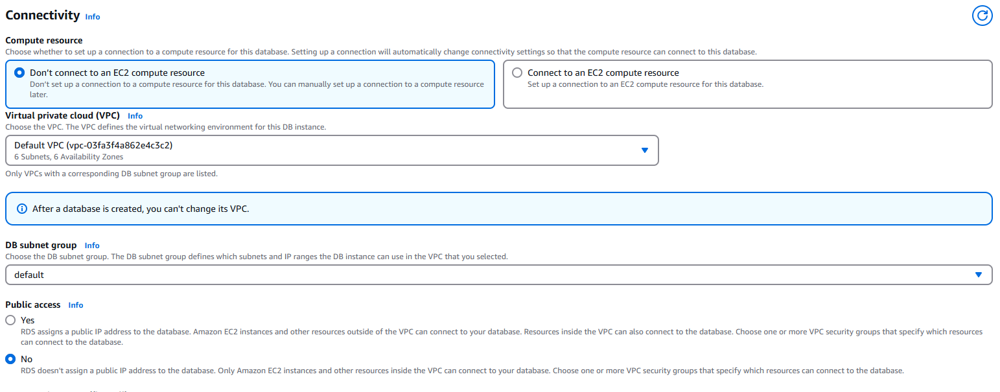 Connectivity Info
Compute resource
Choose whether to set up a connection to a compute resource for this database. Setting up a connection will automatically change connectivity settings so that the compute resource can connect to this database.
Don't connect to an EC2 compute resource
Don't set up a connection to a compute resource for this database. You can manually set up a connection to a compute resource
later.
Connect to an EC2 compute resource
Set up a connection to an EC2 compute resource for this database.
Virtual private cloud (VPC) Info
Choose the VPC. The VPC defines the virtual networking environment for this DB instance.
Default VPC (vpc-03fa3f4a862e4c3c2)
6 Subnets, 6 Availability Zones
Only VPCs with a corresponding DB subnet group are listed.
After a database is created, you can't change its VPC.
DB subnet group Info
Choose the DB subnet group. The DB subnet group defines which subnets and IP ranges the DB instance can use in the VPC that you selected.
default
Public access Info
Yes
RDS assigns a public IP address to the database. Amazon EC2 instances and other resources outside of the VPC can connect to your database. Resources inside the VPC can also connect to the database. Choose one or more VPC security groups that specify which resources
can connect to the database.
No
RDS doesn't assign a public IP address to the database. Only Amazon EC2 instances and other resources inside the VPC can connect to your database. Choose one or more VPC security groups that specify which resources can connect to the database.